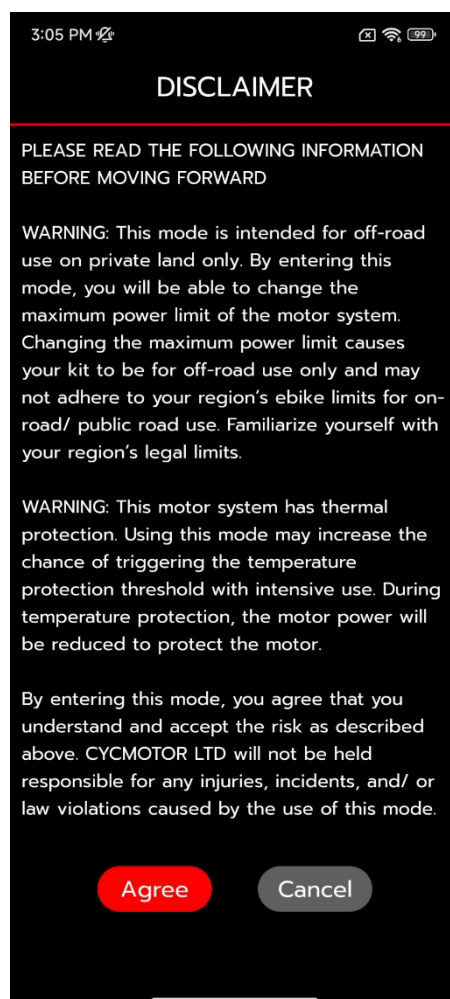 3:05 PM
99
DISCLAIMER
PLEASE READ THE FOLLOWING INFORMATION
BEFORE MOVING FORWARD
WARNING: This mode is intended for off-road
use on private land only. By entering this
mode, you will be able to change the
maximum power limit of the motor system.
Changing the maximum power limit causes
your kit to be for off-road use only and may
not adhere to your region's ebike limits for on-
road/ public road use. Familiarize yourself with
your region's legal limits.
WARNING: This motor system has thermal
protection. Using this mode may increase the
chance of triggering the temperature
protection threshold with intensive use. During
temperature protection, the motor power will
be reduced to protect the motor.
By entering this mode, you agree that you
understand and accept the risk as described
above. CYCMOTOR LTD will not be held
responsible for any injuries, incidents, and/ or
law violations caused by the use of this mode.
Agree
Cancel